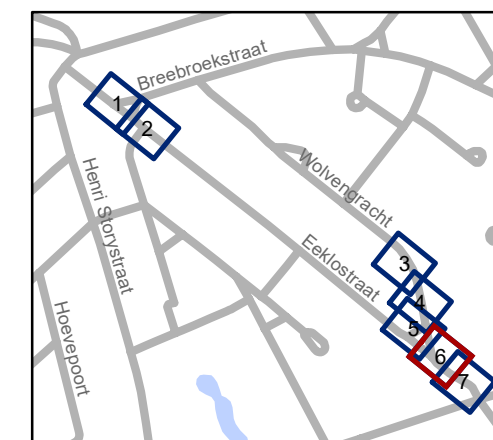 Breebroekstraat
1
2
Henri Storystraat
Wolvengracht
Eeklostraat
3
4
5
6
7
Hoevepoort